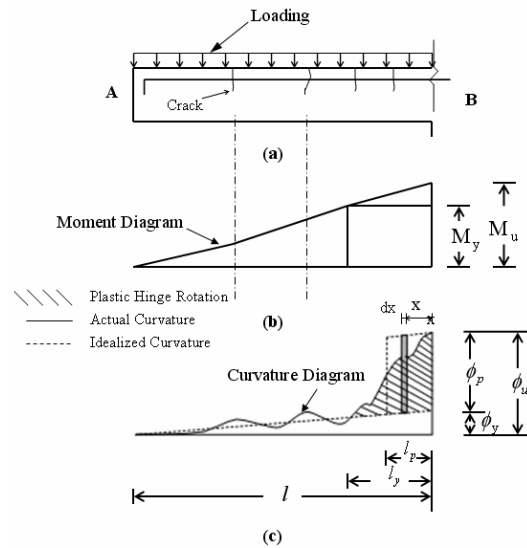 Loading
A
B
Crack
(a)
Moment Diagram
M_y
M_u
Plastic Hinge Rotation
Actual Curvature
Idealized Curvature
(b)
dx
x
Curvature Diagram
ϕ_p
ϕ_u
ϕ_y
l_p
l_y
l
(c)